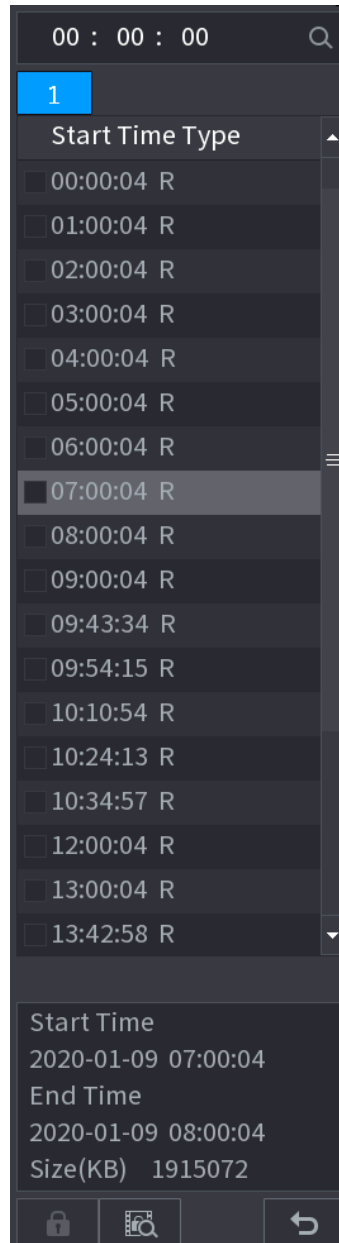 00 : 00 : 00
1
Start Time Type
00:00:04 R
01:00:04 R
02:00:04 R
03:00:04 R
04:00:04 R
05:00:04 R
06:00:04 R
07:00:04 R
08:00:04 R
09:00:04 R
09:43:34 R
09:54:15 R
10:10:54 R
10:24:13 R
10:34:57 R
12:00:04 R
13:00:04 R
13:42:58 R
Start Time
2020-01-09 07:00:04
End Time
2020-01-09 08:00:04
Size(KB) 1915072